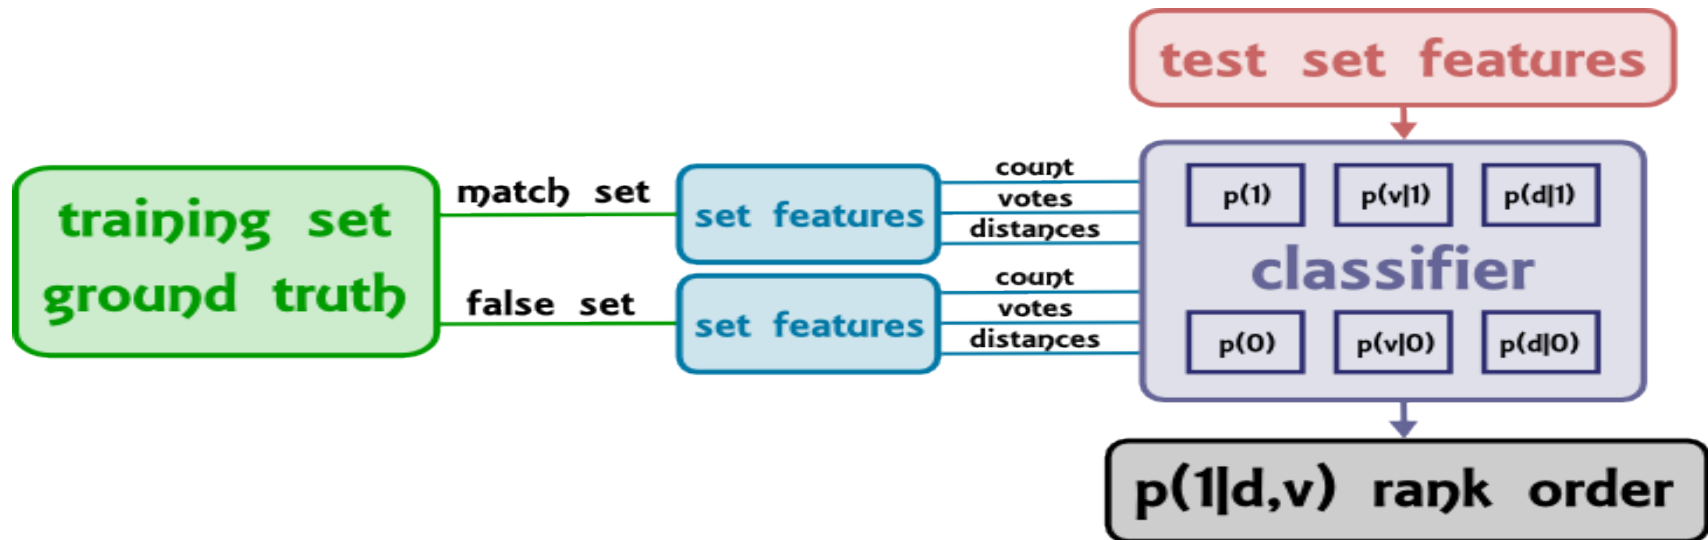 test set features
training set
ground truth
match set
false set
set features
set features
count
votes
distances
count
votes
distances
p(1)
p(v|1)
p(d|1)
classifier
p(0)
p(v|0)
p(d|0)
p(1|d,v) rank order